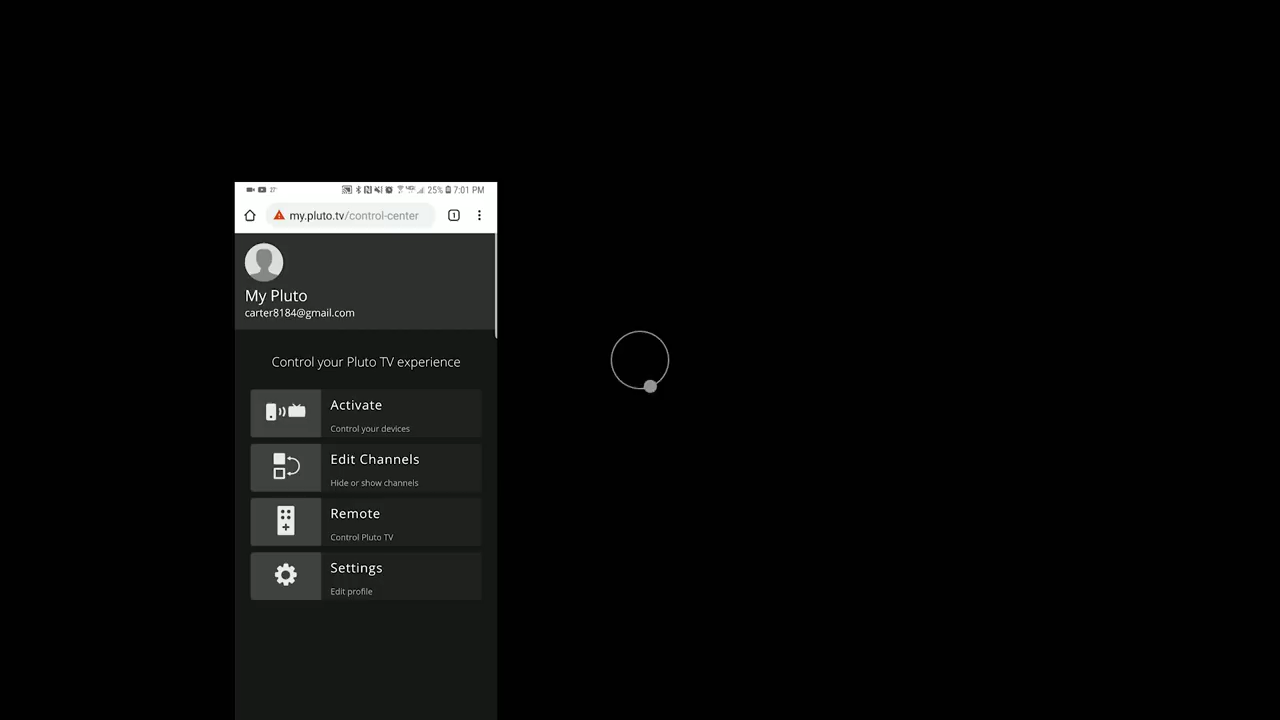 27°
25% 7:01 PM
my.pluto.tv/control-center
1
My Pluto
carter8184@gmail.com
Control your Pluto TV experience
Activate
Control your devices
Edit Channels
Hide or show channels
Remote
Control Pluto TV
Settings
Edit profile